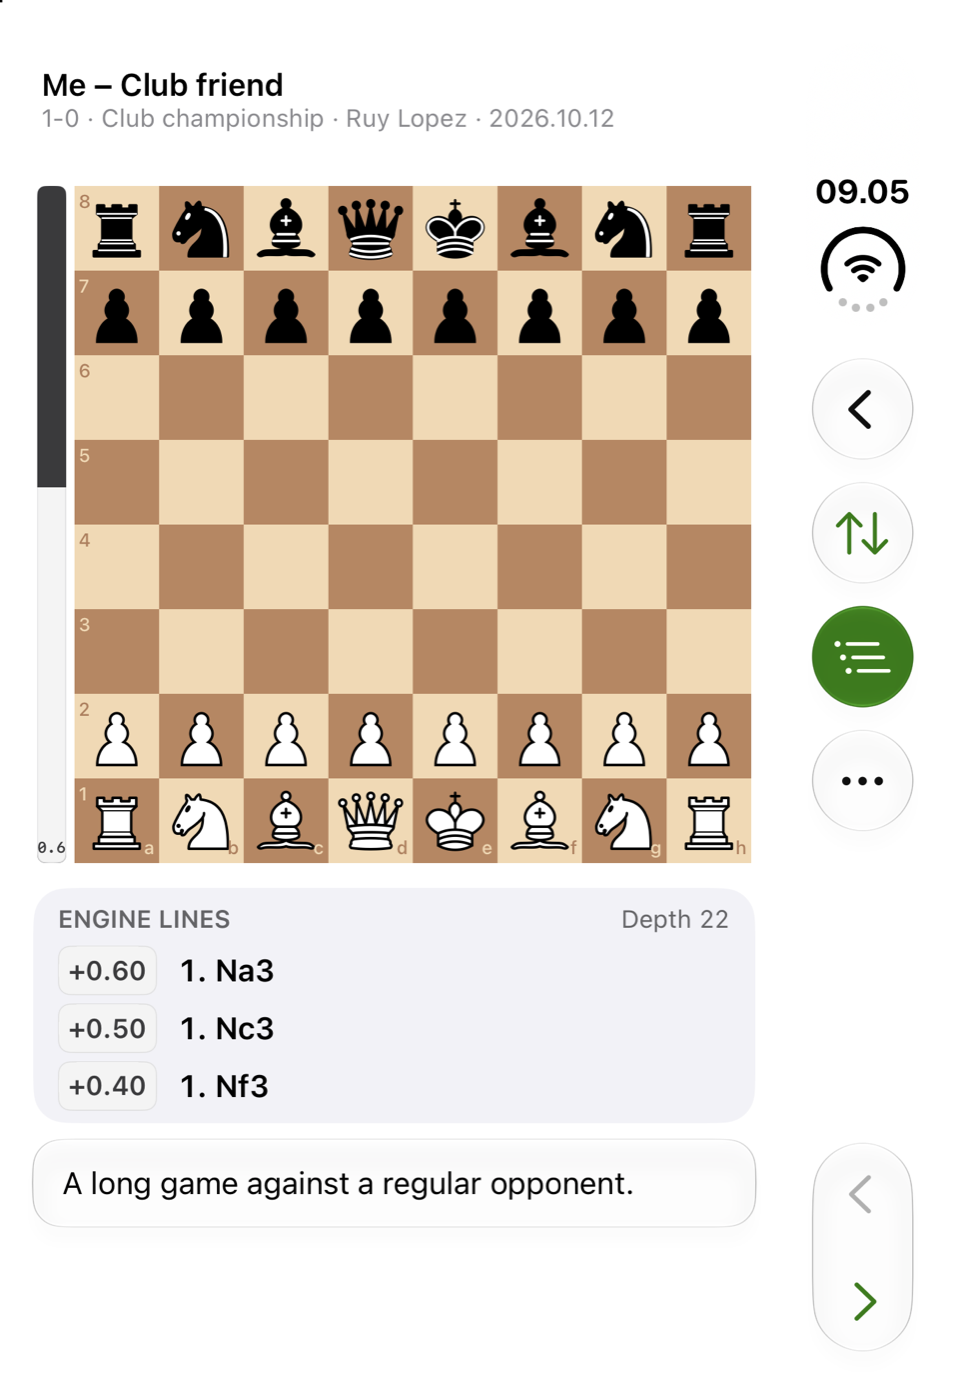 Me – Club friend
1-0 · Club championship · Ruy Lopez · 2026.10.12
09.05
8
7
6
5
4
3
2
1
a b c d e f g h
0.6
ENGINE LINES Depth 22
+0.60 1. Na3
+0.50 1. Nc3
+0.40 1. Nf3
A long game against a regular opponent.